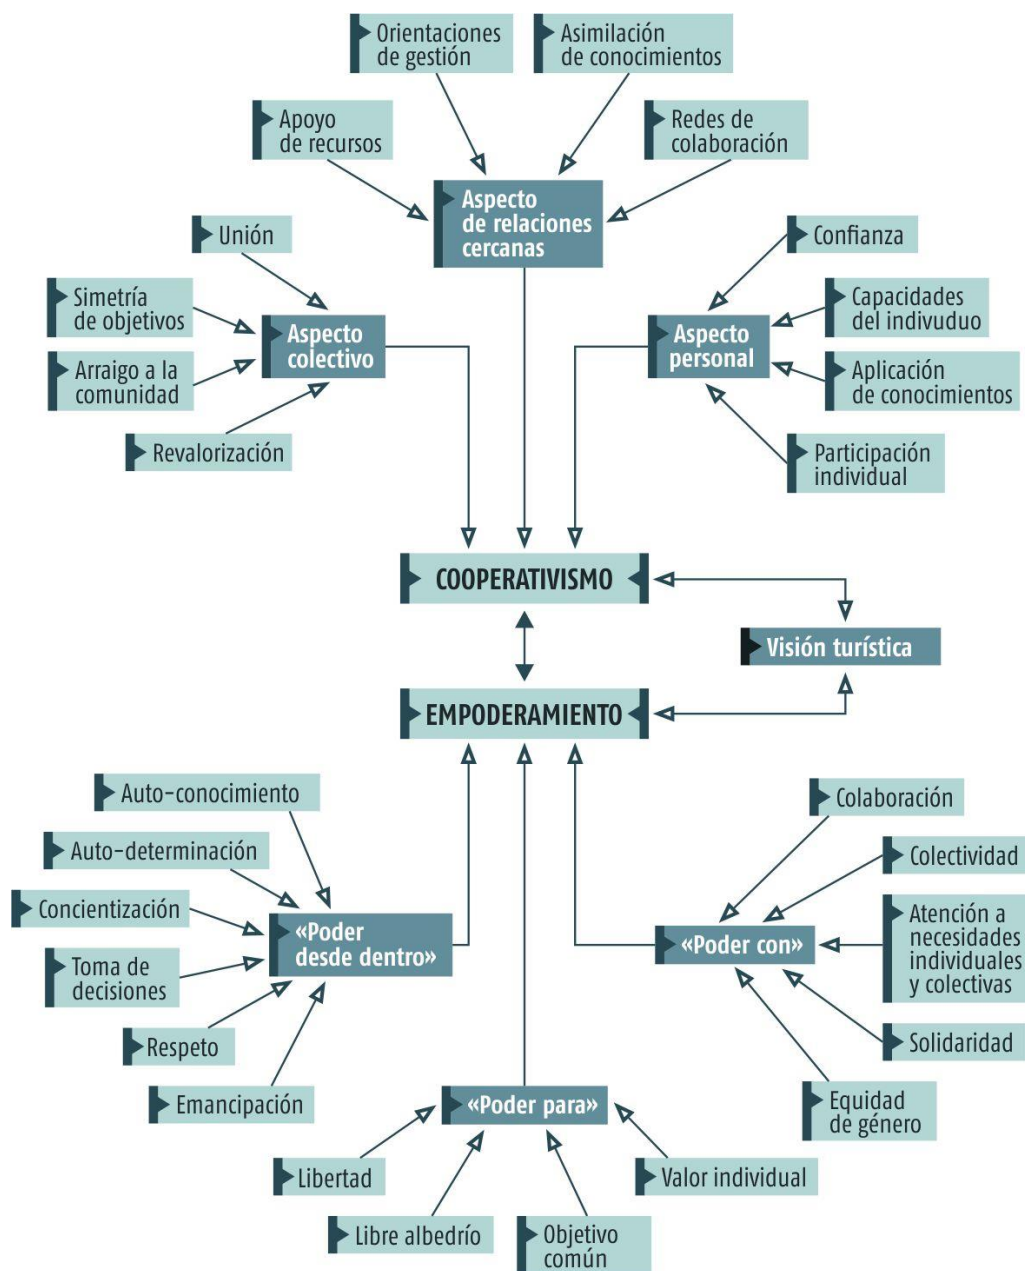 Orientaciones
de gestión
Asimilación
de conocimientos
Apoyo
de recursos
Redes de
colaboración
Aspecto
de relaciones
cercanas
Unión
Confianza
Simetría
de objetivos
Capacidades
del indivuduo
Aspecto
colectivo
Aspecto
personal
Arraigo a la
comunidad
Aplicación
de conocimientos
Revalorización
Participación
individual
COOPERATIVISMO
Visión turística
EMPODERAMIENTO
Auto-conocimiento
Colaboración
Auto-determinación
Colectividad
Concientización
«Poder
desde dentro»
«Poder con»
Atención a
necesidades
individuales
y colectivas
Toma de
decisiones
Respeto
Solidaridad
Emancipación
«Poder para»
Equidad
de género
Libertad
Valor individual
Libre albedrío
Objetivo
común